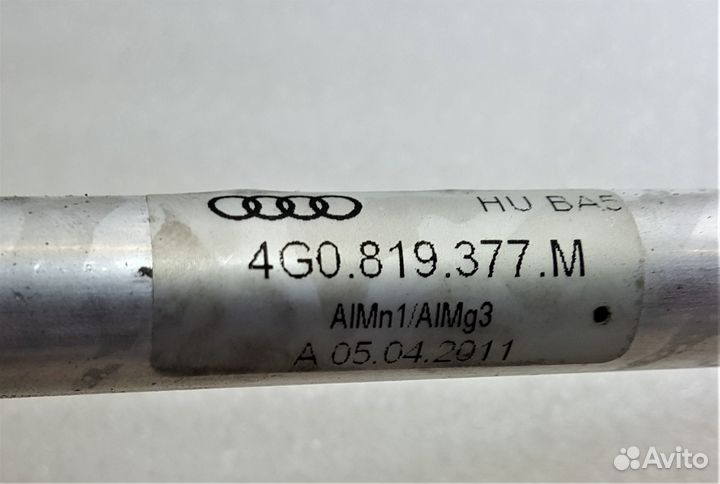 HU BA5
4G0.819.377.M
AlMn1/AlMg3
A 05.04.2011
Avito